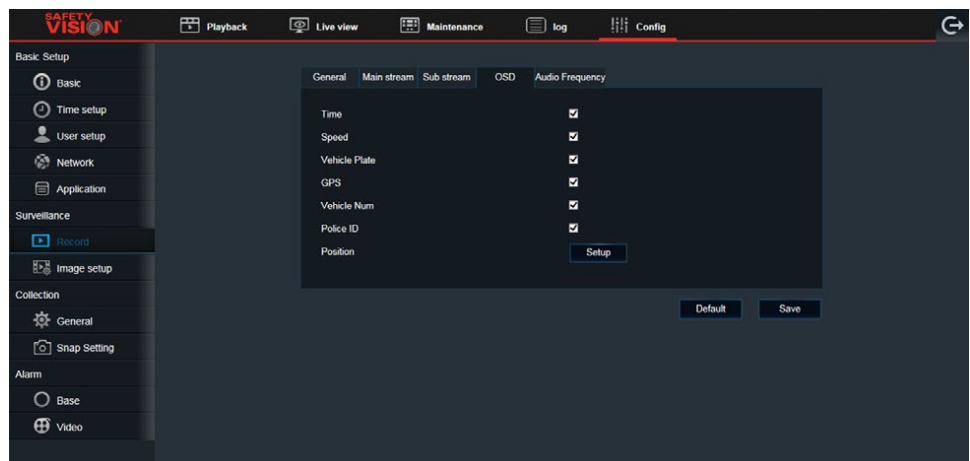 SAFETY
VISION
Playback
Live view
Maintenance
log
Config
Basic Setup
Basic
Time setup
User setup
Network
Application
Surveillance
Record
Image setup
Collection
General
Snap Setting
Alarm
Base
Video
General
Main stream
Sub stream
OSD
Audio Frequency
Time
Speed
Vehicle Plate
GPS
Vehicle Num
Police ID
Position
Setup
Default
Save